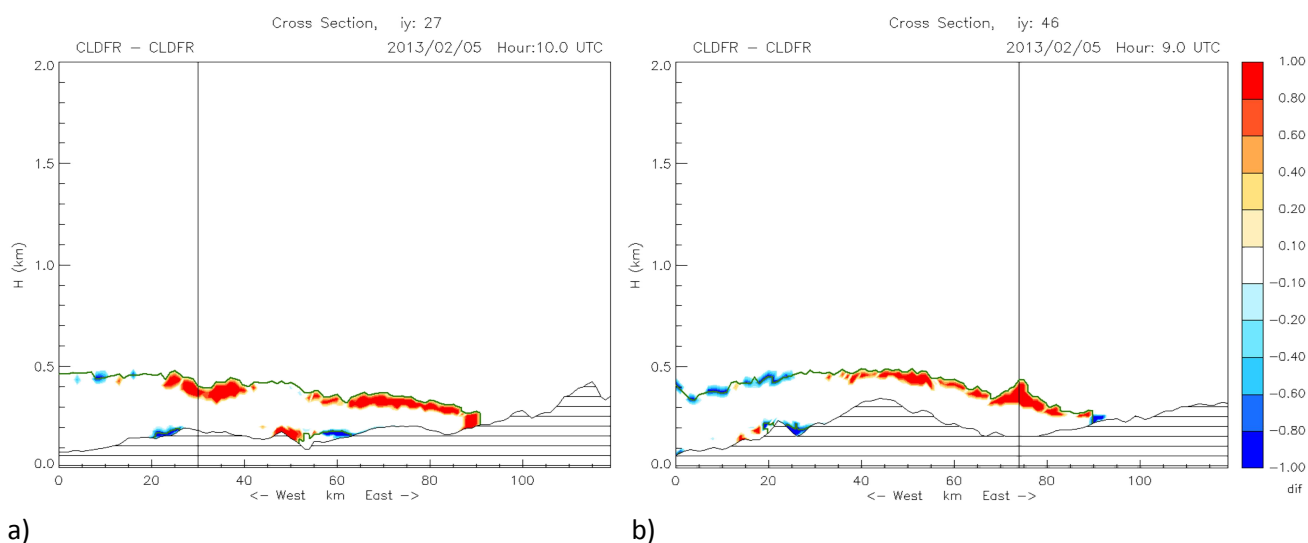 Cross Section, iy: 27
CLDFR – CLDFR 2013/02/05 Hour:10.0 UTC
2.0
1.5
1.0
0.5
0.0
H (km)
0 20 40 60 80 100
<– West km East –>
a)
Cross Section, iy: 46
CLDFR – CLDFR 2013/02/05 Hour: 9.0 UTC
2.0
1.5
1.0
0.5
0.0
H (km)
0 20 40 60 80 100
<– West km East –>
b)
1.00
0.80
0.60
0.40
0.20
0.10
–0.10
–0.20
–0.40
–0.60
–0.80
–1.00
dif